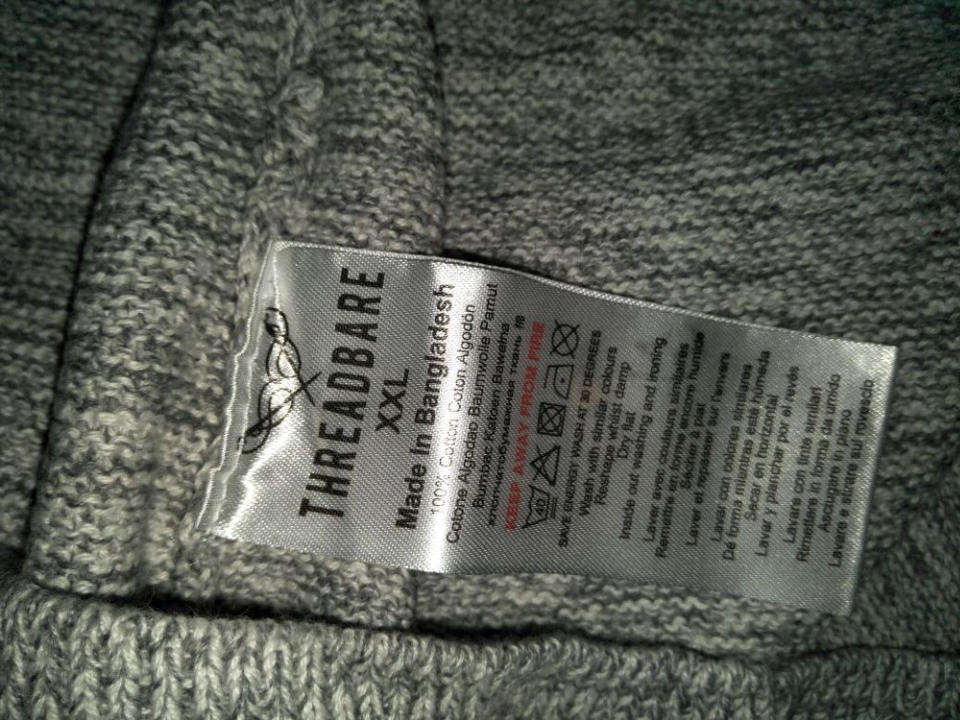 THREADBARE
XXL
Made In Bangladesh
100% Cotton Coton Algodón
Cotone Algodao Baumwolle Pamut
Bumbac Katoen Bawełna
KEEP AWAY FROM FIRE
40
SAVE ENERGY WASH AT 30 DEGREES
Wash with similar colours
Reshape whist damp
Dry flat
Inside out washing and ironing
Laver avec couleurs similaires
Remettre en forme encore humide
Sécher à plat
Laver et repasser sur l'envers
Lavar con colores similares
Dé forma mientras está húmeda
Secar en horizontal
Lavar y planchar por el revés
Lavare con tinte similari
Rimettere in forma da umido
Asciugare in piano
Lavare e stirare su rovescio